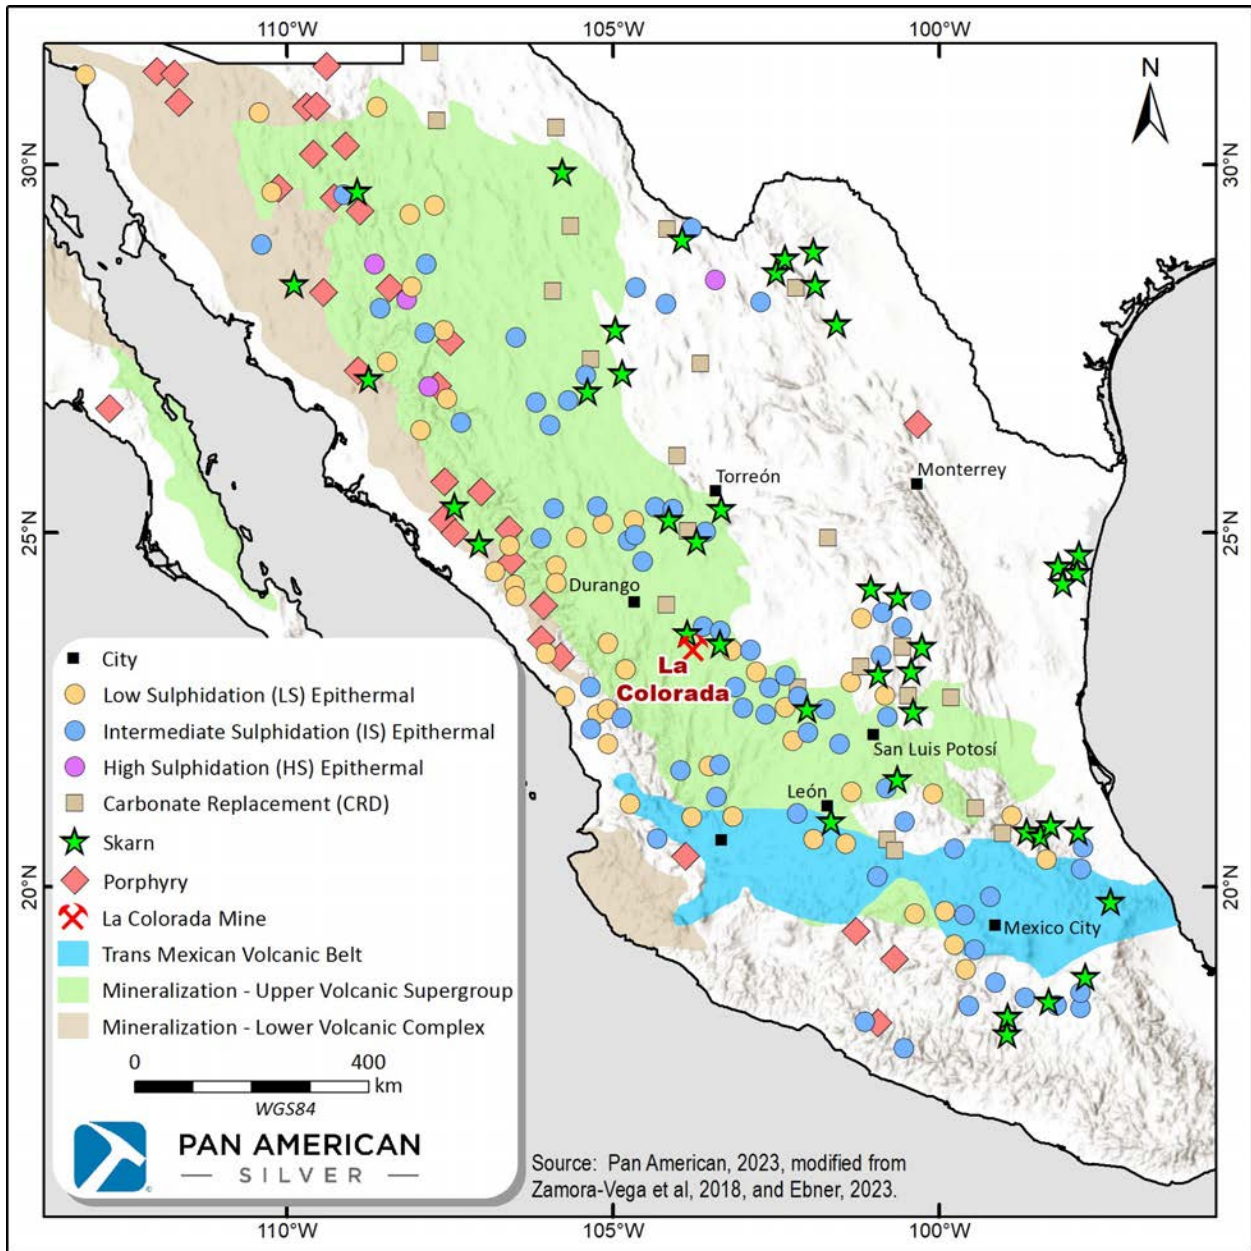 110°W
105°W
100°W
N
30°N
30°N
Torreón
Monterrey
25°N
25°N
Durango
La
Colorada
San Luis Potosí
León
20°N
20°N
Mexico City
City
Low Sulphidation (LS) Epithermal
Intermediate Sulphidation (IS) Epithermal
High Sulphidation (HS) Epithermal
Carbonate Replacement (CRD)
Skarn
Porphyry
La Colorada Mine
Trans Mexican Volcanic Belt
Mineralization - Upper Volcanic Supergroup
Mineralization - Lower Volcanic Complex
0 400
km
WGS84
PAN AMERICAN
— SILVER —
Source: Pan American, 2023, modified from
Zamora-Vega et al, 2018, and Ebner, 2023.
110°W
105°W
100°W